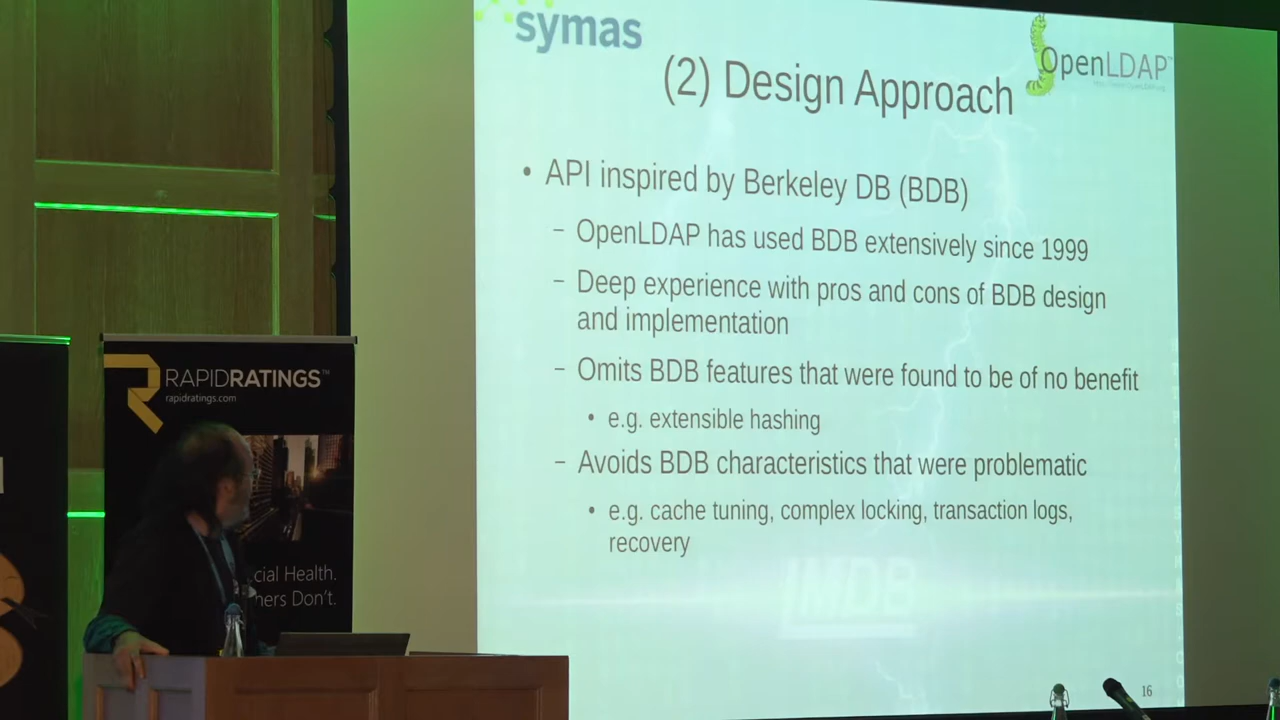 symas
OpenLDAP
(2) Design Approach
• API inspired by Berkeley DB (BDB)
– OpenLDAP has used BDB extensively since 1999
– Deep experience with pros and cons of BDB design
and implementation
– Omits BDB features that were found to be of no benefit
• e.g. extensible hashing
– Avoids BDB characteristics that were problematic
• e.g. cache tuning, complex locking, transaction logs,
recovery
LMDB
16
RAPIDRATINGS™
rapidratings.com
cial Health.
hers Don't.